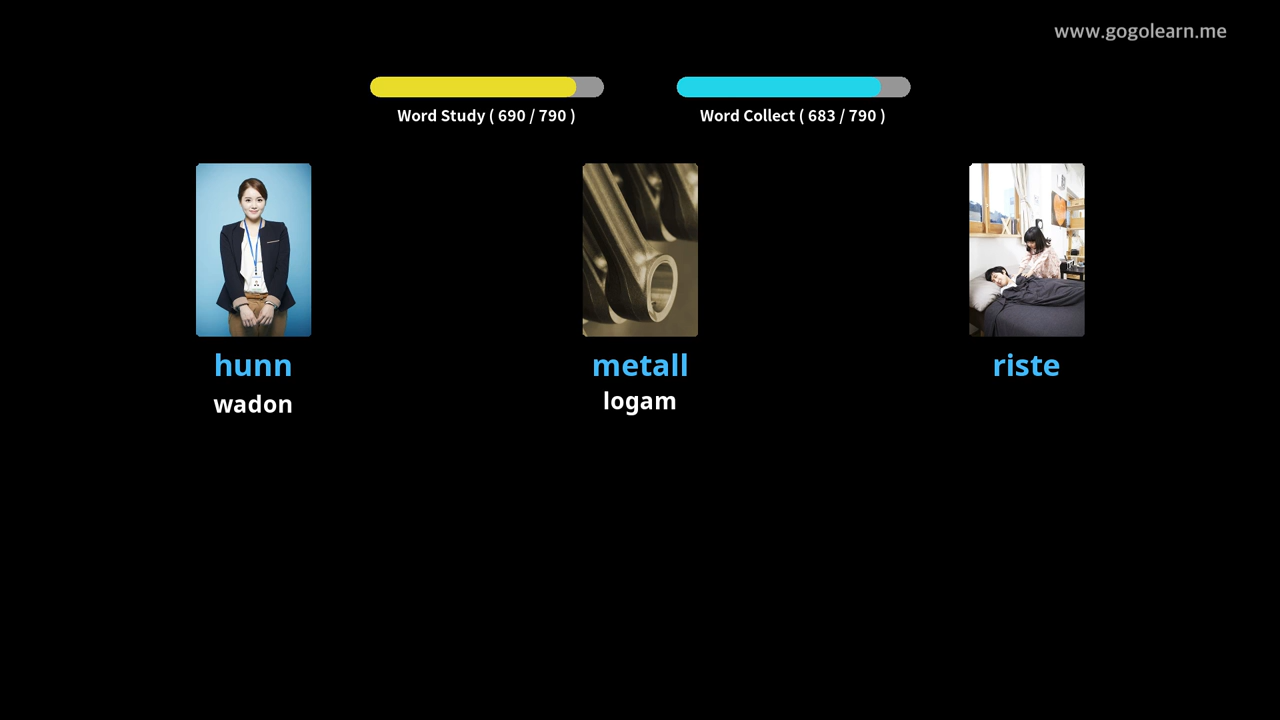 www.gogolearn.me
Word Study ( 690 / 790 )
Word Collect ( 683 / 790 )
hunn
wadon
metall
logam
riste